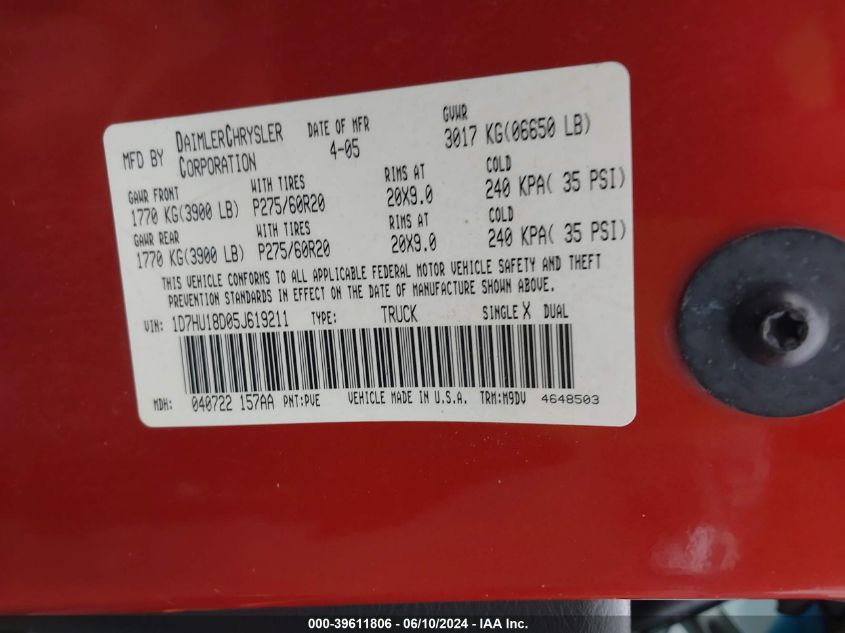 MFD BY DAIMLERCHRYSLER CORPORATION DATE OF MFR 4-05 GVWR 3017 KG(06650 LB)
GAWR FRONT WITH TIRES RIMS AT COLD
1770 KG(3900 LB) P275/60R20 20X9.0 240 KPA( 35 PSI)
GAWR REAR WITH TIRES RIMS AT COLD
1770 KG(3900 LB) P275/60R20 20X9.0 240 KPA( 35 PSI)
THIS VEHICLE CONFORMS TO ALL APPLICABLE FEDERAL MOTOR VEHICLE SAFETY AND THEFT
PREVENTION STANDARDS IN EFFECT ON THE DATE OF MANUFACTURE SHOWN ABOVE.
VIN: 1D7HU18D05J619211 TYPE: TRUCK SINGLE X DUAL
MDH: 040722 157AA PNT:PVE VEHICLE MADE IN U.S.A. TRM:M9DV 4648503
000-39611806 - 06/10/2024 - IAA Inc.